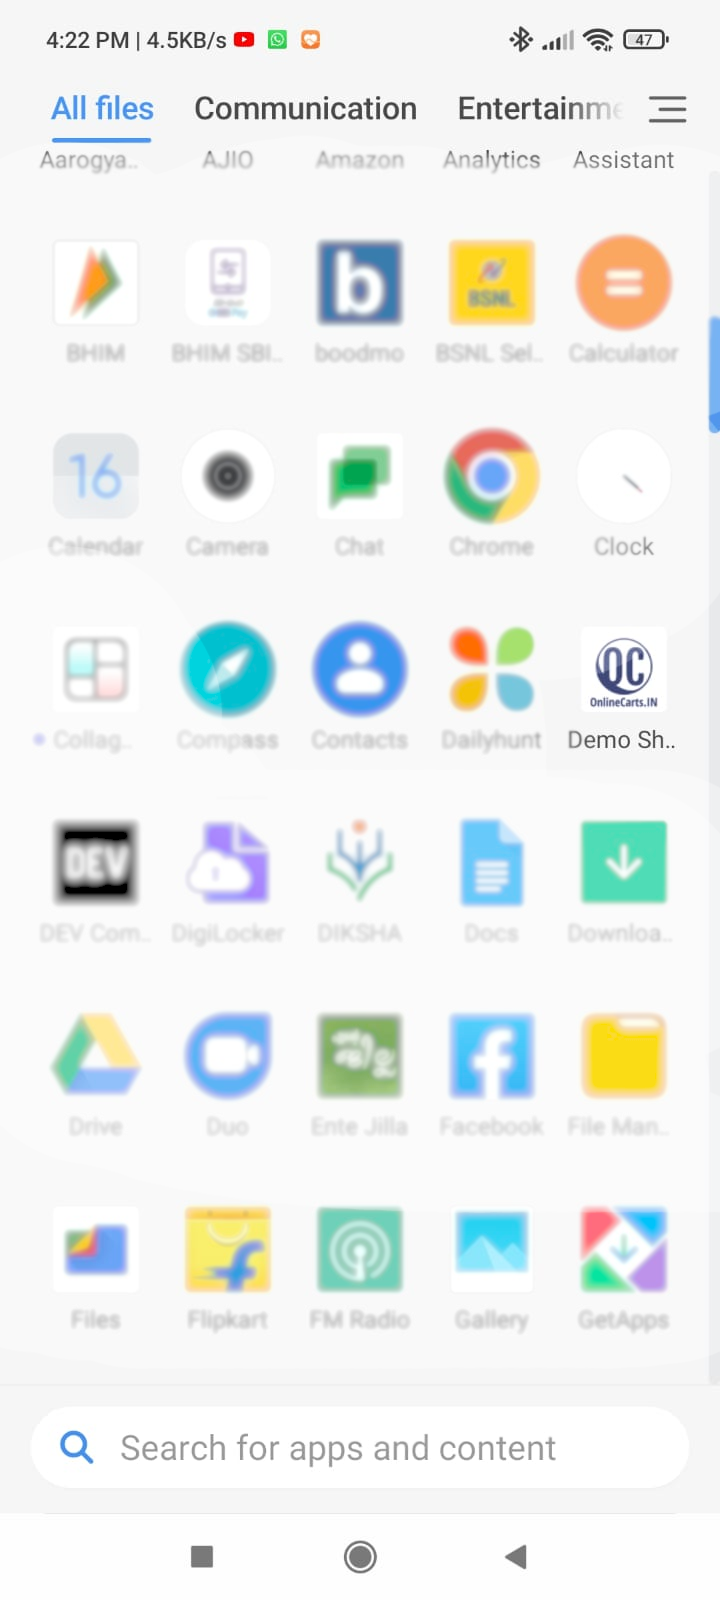 4:22 PM | 4.5KB/s 47
All files Communication Entertainme
Aarogya.. AJIO Amazon Analytics Assistant
b BSNL
BHIM BHIM SBI.. boodmo BSNL Sel.. Calculator
16
Calendar Camera Chat Chrome Clock
OC
OnlineCarts.IN
Collag.. Compass Contacts Dailyhunt Demo Sh..
DEV
DEV Com.. DigiLocker DIKSHA Docs Downloa..
Drive Duo Ente Jilla Facebook File Man..
Files Flipkart FM Radio Gallery GetApps
Search for apps and content